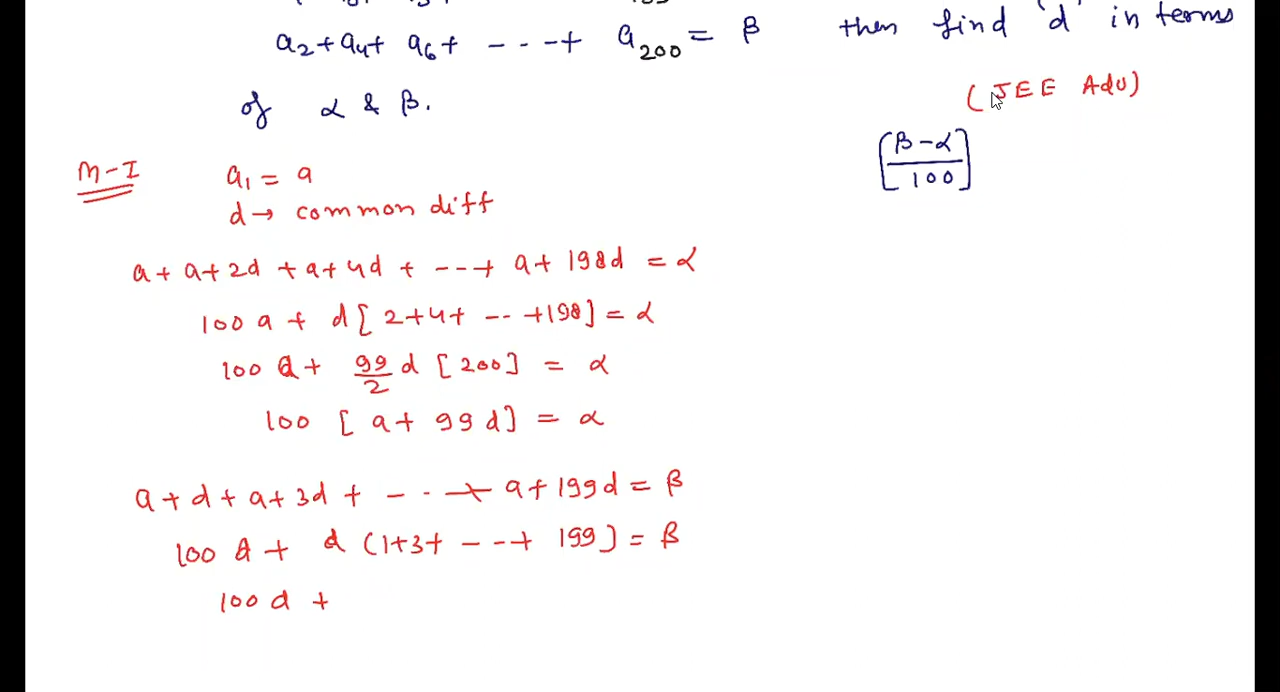 a2+a4+ a6+ - - -+ a200 = β then find 'd' in terms
of α & β.
(JEE Adv)
[β-α/100]
M-I a1 = a
d→ common diff
a+ a+2d +a+4d + - - + a+ 198d = α
100 a + d[2+4+ - - +198] = α
100 a + 99/2 d [200] = α
100 [a+ 99d] = α
a+d+a+3d + - - + a+199d = β
100 a + d (1+3+ - - + 199) = β
100 d +